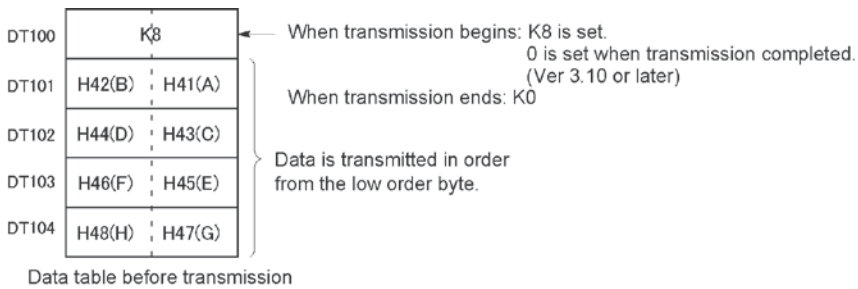 DT100 K8 When transmission begins: K8 is set.
0 is set when transmission completed.
(Ver 3.10 or later)
DT101 H42(B) H41(A)
When transmission ends: K0
DT102 H44(D) H43(C)
Data is transmitted in order
DT103 H46(F) H45(E) from the low order byte.
DT104 H48(H) H47(G)
Data table before transmission